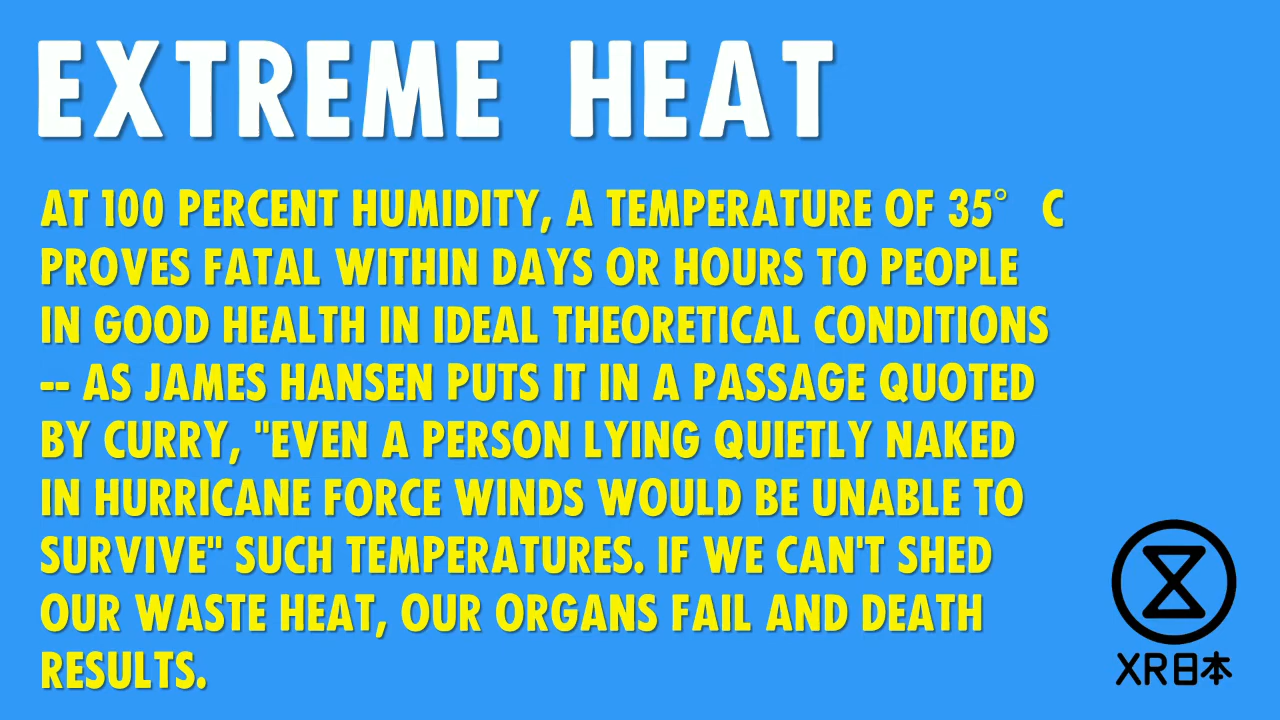 EXTREME HEAT
AT 100 PERCENT HUMIDITY, A TEMPERATURE OF 35° C
PROVES FATAL WITHIN DAYS OR HOURS TO PEOPLE
IN GOOD HEALTH IN IDEAL THEORETICAL CONDITIONS
-- AS JAMES HANSEN PUTS IT IN A PASSAGE QUOTED
BY CURRY, "EVEN A PERSON LYING QUIETLY NAKED
IN HURRICANE FORCE WINDS WOULD BE UNABLE TO
SURVIVE" SUCH TEMPERATURES. IF WE CAN'T SHED
OUR WASTE HEAT, OUR ORGANS FAIL AND DEATH
RESULTS.
XR日本